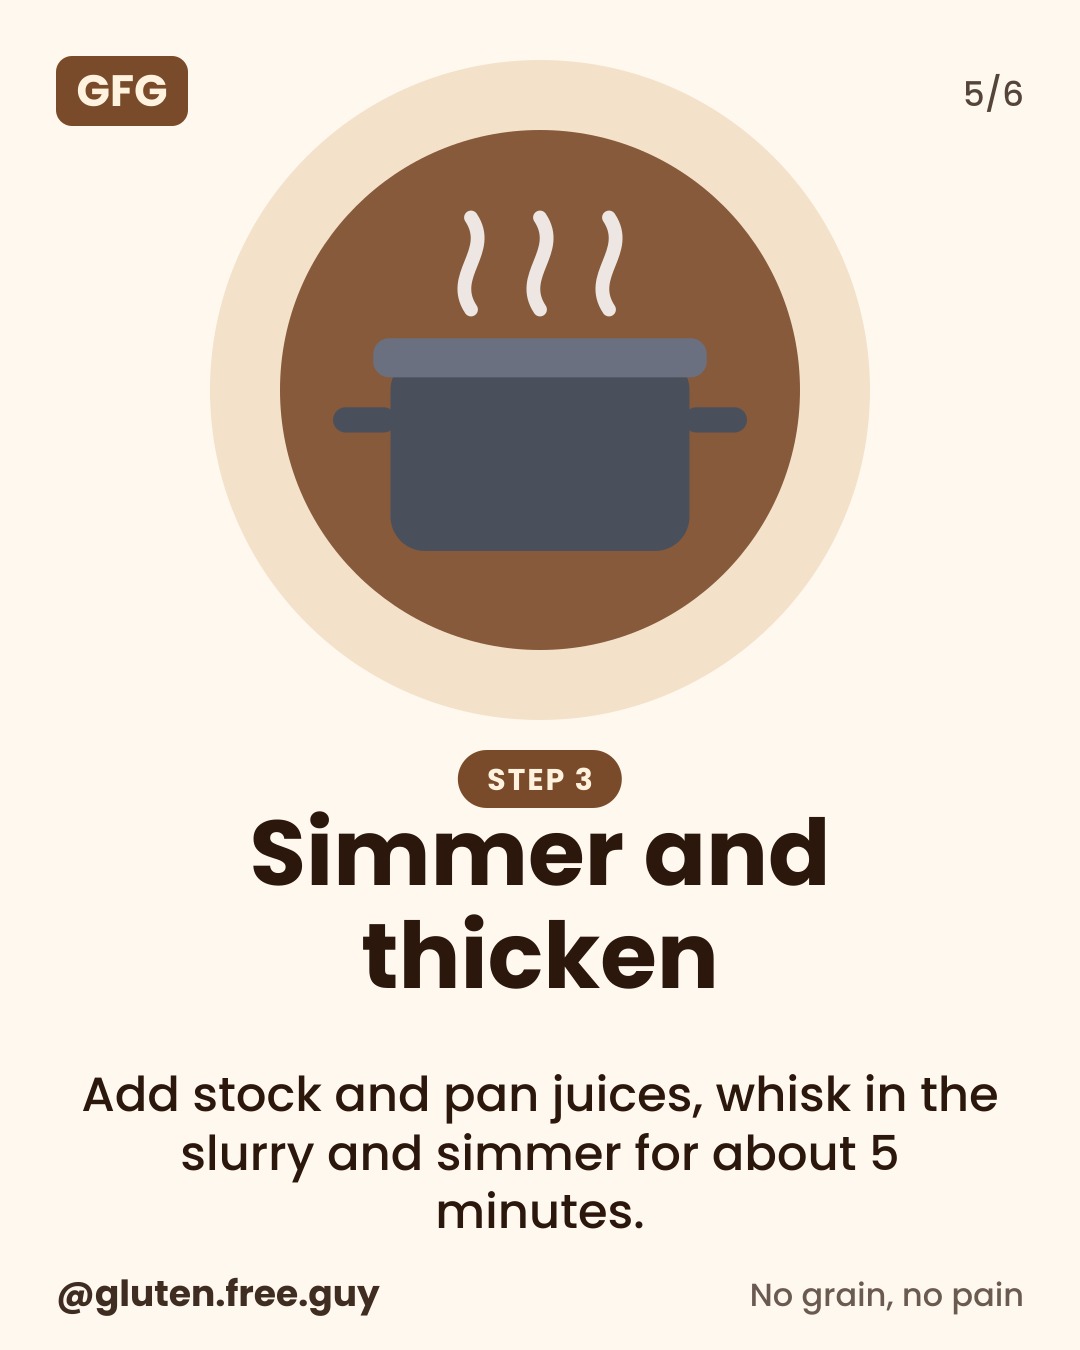 GFG
5/6
STEP 3
Simmer and
thicken
Add stock and pan juices, whisk in the
slurry and simmer for about 5
minutes.
@gluten.free.guy
No grain, no pain